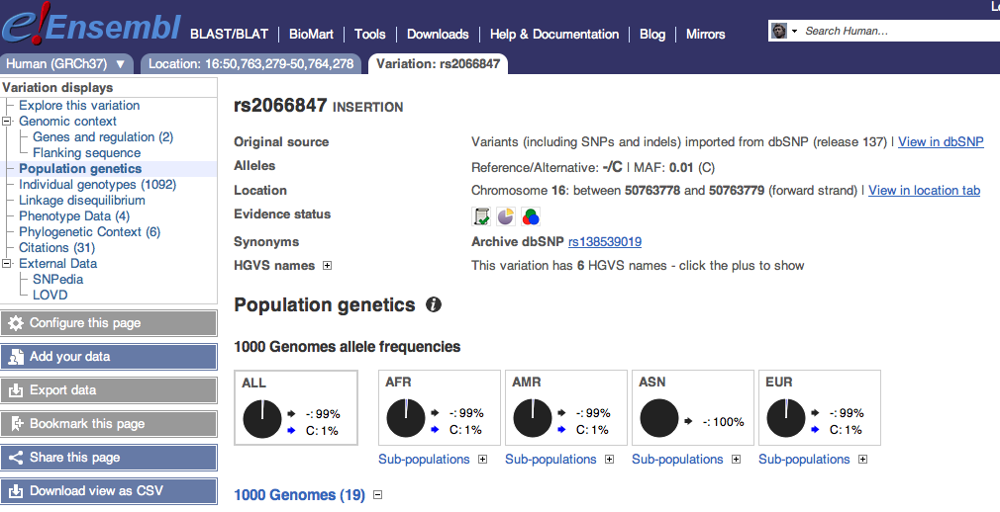 Lo
e!Ensembl BLAST/BLAT | BioMart | Tools | Downloads | Help & Documentation | Blog | Mirrors
Search Human…
Human (GRCh37) ▼ Location: 16:50,763,279-50,764,278 Variation: rs2066847
Variation displays
Explore this variation
Genomic context
Genes and regulation (2)
Flanking sequence
Population genetics
Individual genotypes (1092)
Linkage disequilibrium
Phenotype Data (4)
Phylogenetic Context (6)
Citations (31)
External Data
SNPedia
LOVD
Configure this page
Add your data
Export data
Bookmark this page
Share this page
Download view as CSV
rs2066847 INSERTION
Original source Variants (including SNPs and indels) imported from dbSNP (release 137) | View in dbSNP
Alleles Reference/Alternative: -/C | MAF: 0.01 (C)
Location Chromosome 16: between 50763778 and 50763779 (forward strand) | View in location tab
Evidence status
Synonyms Archive dbSNP rs138539019
HGVS names This variation has 6 HGVS names - click the plus to show
Population genetics i
1000 Genomes allele frequencies
ALL
-: 99%
C: 1%
AFR
-: 99%
C: 1%
Sub-populations
AMR
-: 99%
C: 1%
Sub-populations
ASN
-: 100%
Sub-populations
EUR
-: 99%
C: 1%
Sub-populations
1000 Genomes (19)